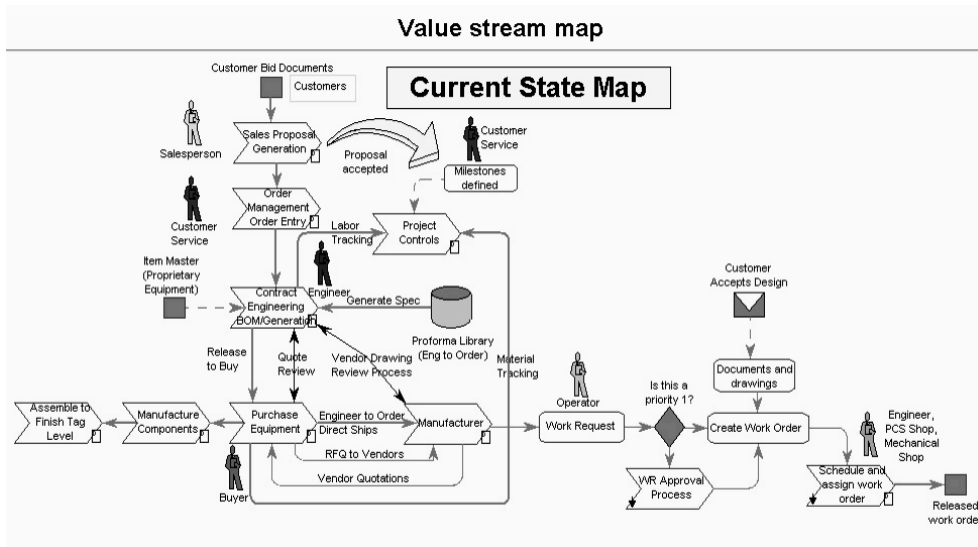 Value stream map
Current State Map
Customer Bid Documents
Customers
Salesperson
Sales Proposal
Generation
Proposal
accepted
Customer
Service
Milestones
defined
Customer
Service
Order
Management
Order Entry
Labor
Tracking
Project
Controls
Item Master
(Proprietary
Equipment)
Engineer
Contract
Engineering
BOM/Generation
Generate Spec
Proforma Library
(Eng to Order)
Customer
Accepts Design
Release
to Buy
Quote
Review
Vendor Drawing
Review Process
Material
Tracking
Documents and
drawings
Operator
Is this a
priority 1?
Assemble to
Finish Tag
Level
Manufacture
Components
Purchase
Equipment
Engineer to Order
Direct Ships
Manufacturer
Work Request
Create Work Order
Engineer,
PCS Shop,
Mechanical
Shop
RFQ to Vendors
Vendor Quotations
Buyer
WR Approval
Process
Schedule and
assign work
order
Released
work order